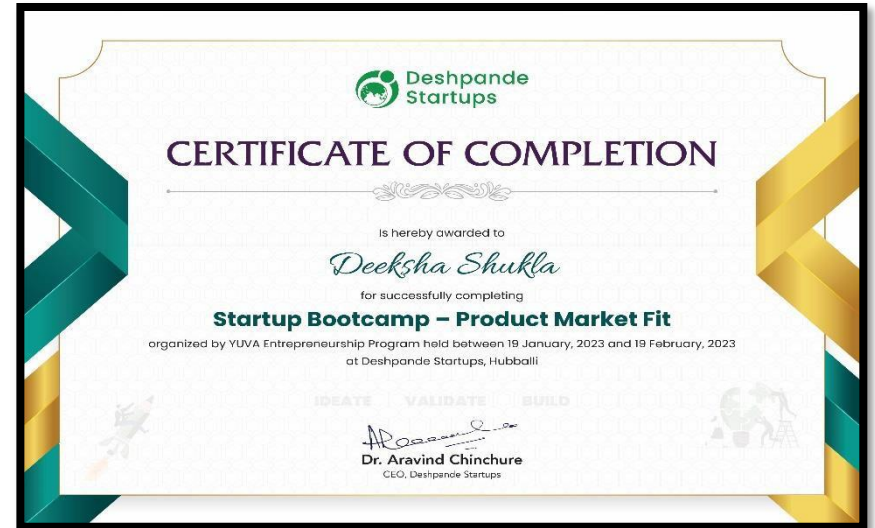 Deshpande
Startups
CERTIFICATE OF COMPLETION
Is hereby awarded to
Deeksha Shukla
for successfully completing
Startup Bootcamp – Product Market Fit
organized by YUVA Entrepreneurship Program held between 19 January, 2023 and 19 February, 2023
at Deshpande Startups, Hubballi
IDEATE VALIDATE BUILD
Dr. Aravind Chinchure
CEO, Deshpande Startups